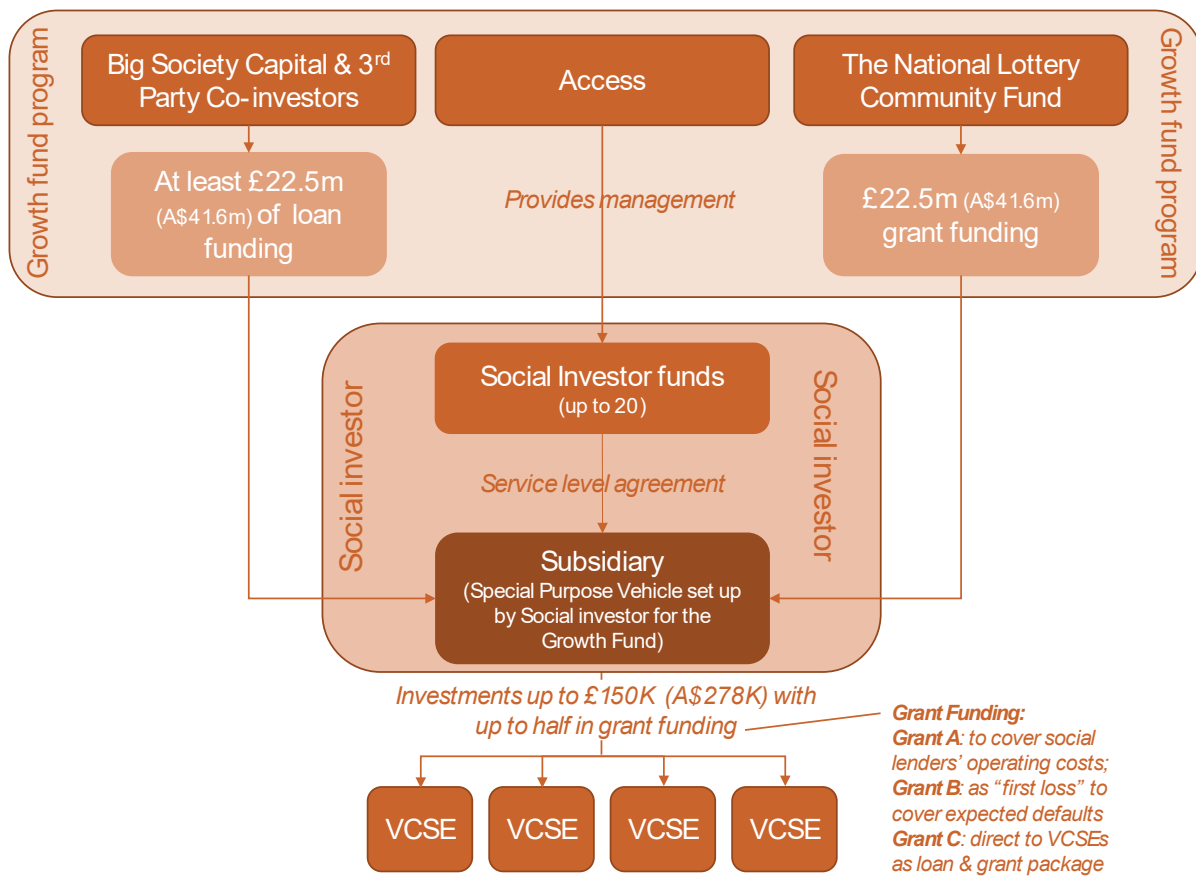 Growth fund program
Big Society Capital & 3rd
Party Co-investors
Access
The National Lottery
Community Fund
Growth fund program
At least £22.5m
(A$41.6m) of loan
funding
Provides management
£22.5m (A$41.6m)
grant funding
Social investor
Social Investor funds
(up to 20)
Social investor
Service level agreement
Subsidiary
(Special Purpose Vehicle set up
by Social investor for the
Growth Fund)
Investments up to £150K (A$278K) with
up to half in grant funding
Grant Funding:
Grant A: to cover social
lenders’ operating costs;
Grant B: as “first loss” to
cover expected defaults
Grant C: direct to VCSEs
as loan & grant package
VCSE
VCSE
VCSE
VCSE